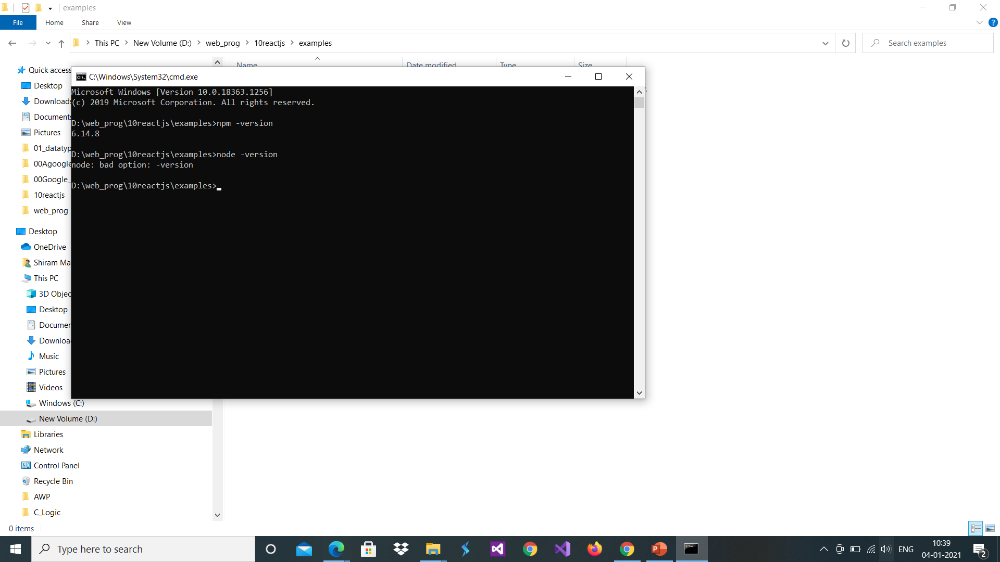 examples
File Home Share View
This PC > New Volume (D:) > web_prog > 10reactjs > examples
Search examples
Name Date modified Type Size
Quick access
Desktop
Downloads
Documents
Pictures
01_datatyp
00Agoogle
00Google_
10reactjs
web_prog
Desktop
OneDrive
Shiram Ma
This PC
3D Objec
Desktop
Documen
Downloa
Music
Pictures
Videos
Windows (C:)
New Volume (D:)
Libraries
Network
Control Panel
Recycle Bin
AWP
C_Logic
0 items
C:\Windows\System32\cmd.exe
Microsoft Windows [Version 10.0.18363.1256]
(c) 2019 Microsoft Corporation. All rights reserved.
D:\web_prog\10reactjs\examples>npm -version
6.14.8
D:\web_prog\10reactjs\examples>node -version
node: bad option: -version
D:\web_prog\10reactjs\examples>
Type here to search
ENG
10:39
04-01-2021
2